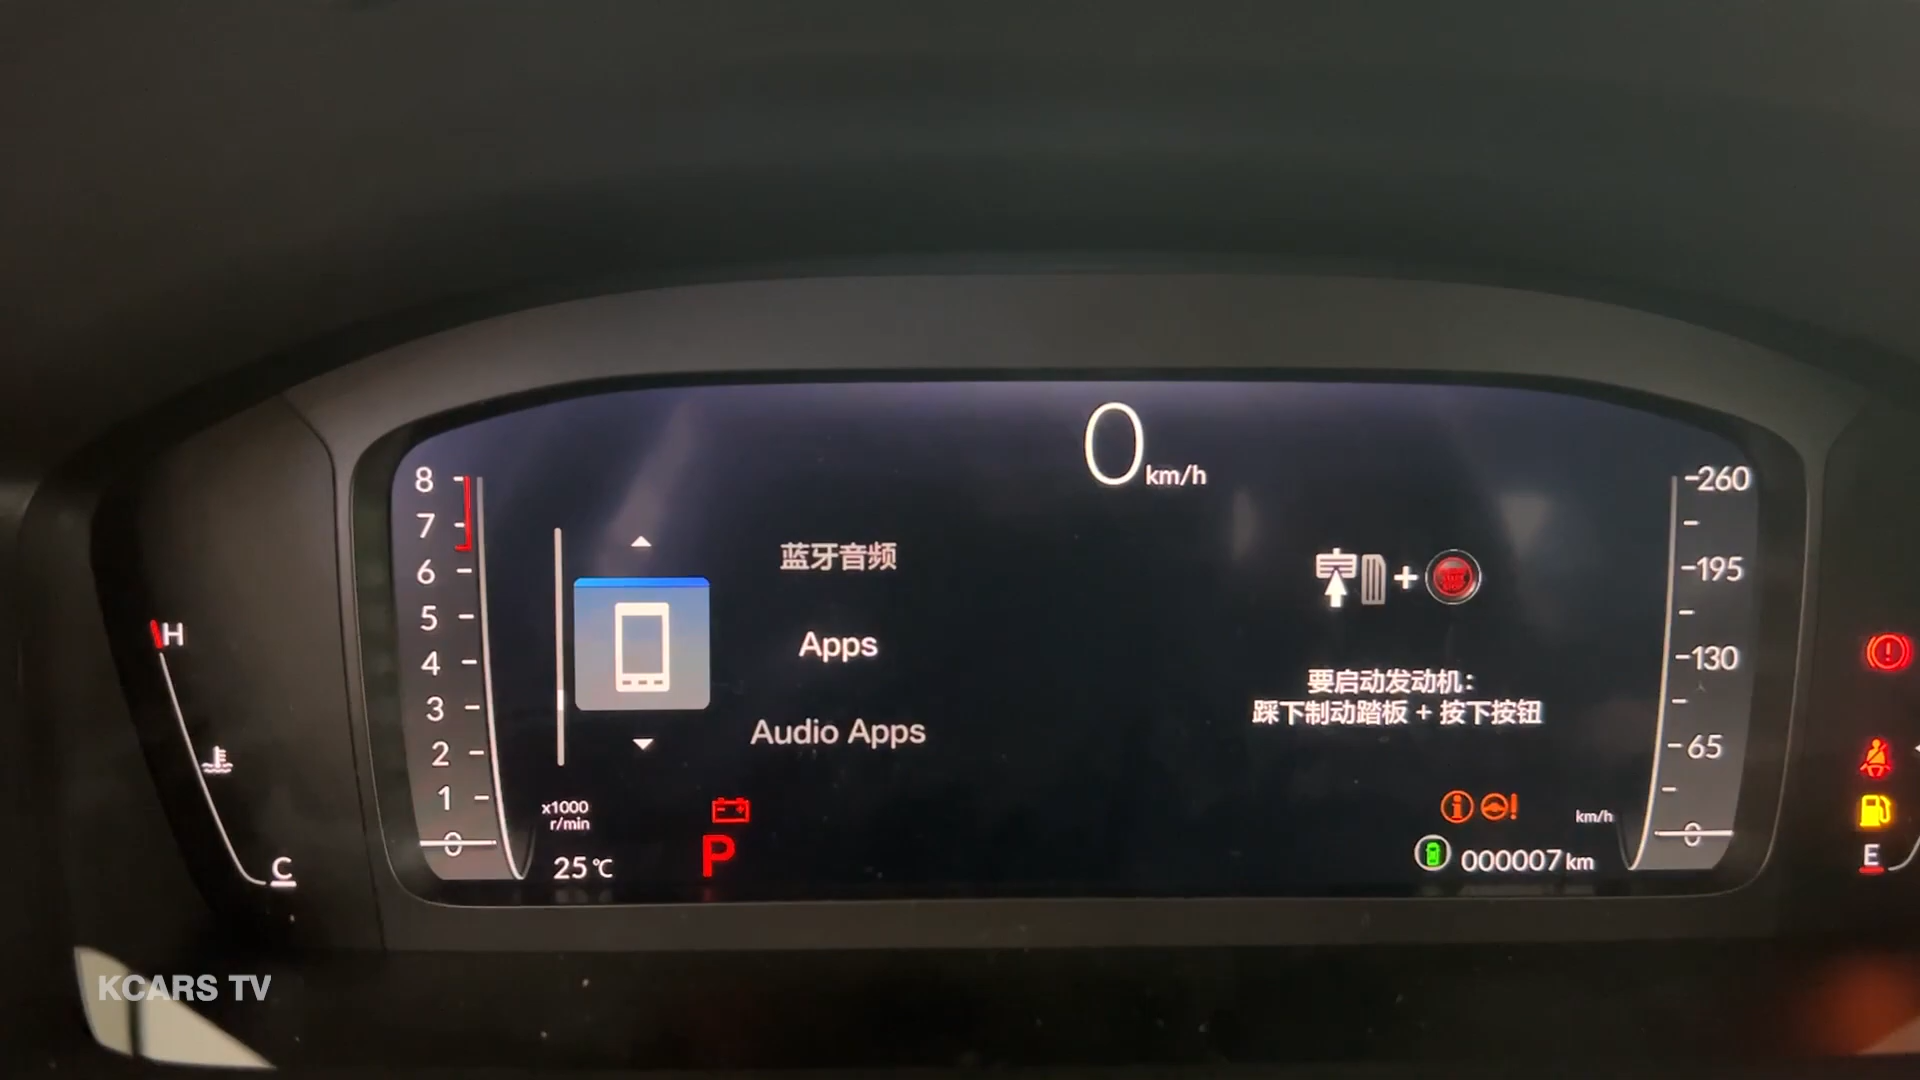 0 km/h
8
7
6
5
4
3
2
1
0
x1000
r/min
25℃
P
H
C
蓝牙音频
Apps
Audio Apps
要启动发动机：
踩下制动踏板 + 按下按钮
km/h
000007 km
260
195
130
65
0
E
KCARS TV